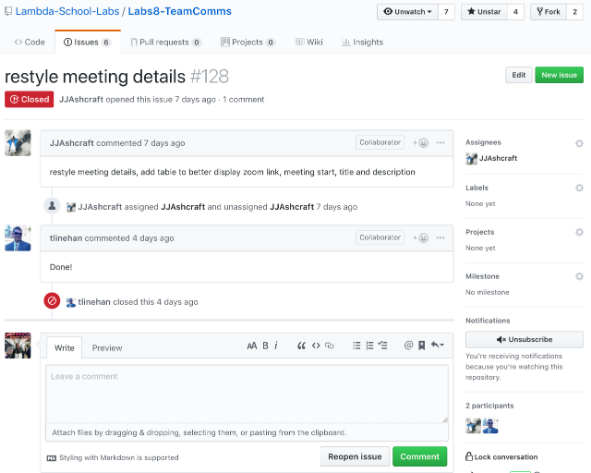 Lambda-School-Labs / Labs8-TeamComms
Unwatch 7 Unstar 4 Fork 2
Code Issues 6 Pull requests 0 Projects 0 Wiki Insights
restyle meeting details #128
Edit New issue
Closed JJAshcraft opened this issue 7 days ago · 1 comment
JJAshcraft commented 7 days ago
Collaborator
restyle meeting details, add table to better display zoom link, meeting start, title and description
JJAshcraft assigned JJAshcraft and unassigned JJAshcraft 7 days ago
tlinehan commented 4 days ago
Collaborator
Done!
tlinehan closed this 4 days ago
Write Preview
AA B i
Leave a comment
Attach files by dragging & dropping, selecting them, or pasting from the clipboard.
Styling with Markdown is supported
Reopen issue Comment
Assignees
JJAshcraft
Labels
None yet
Projects
None yet
Milestone
No milestone
Notifications
Unsubscribe
You're receiving notifications
because you're watching this
repository.
2 participants
Lock conversation